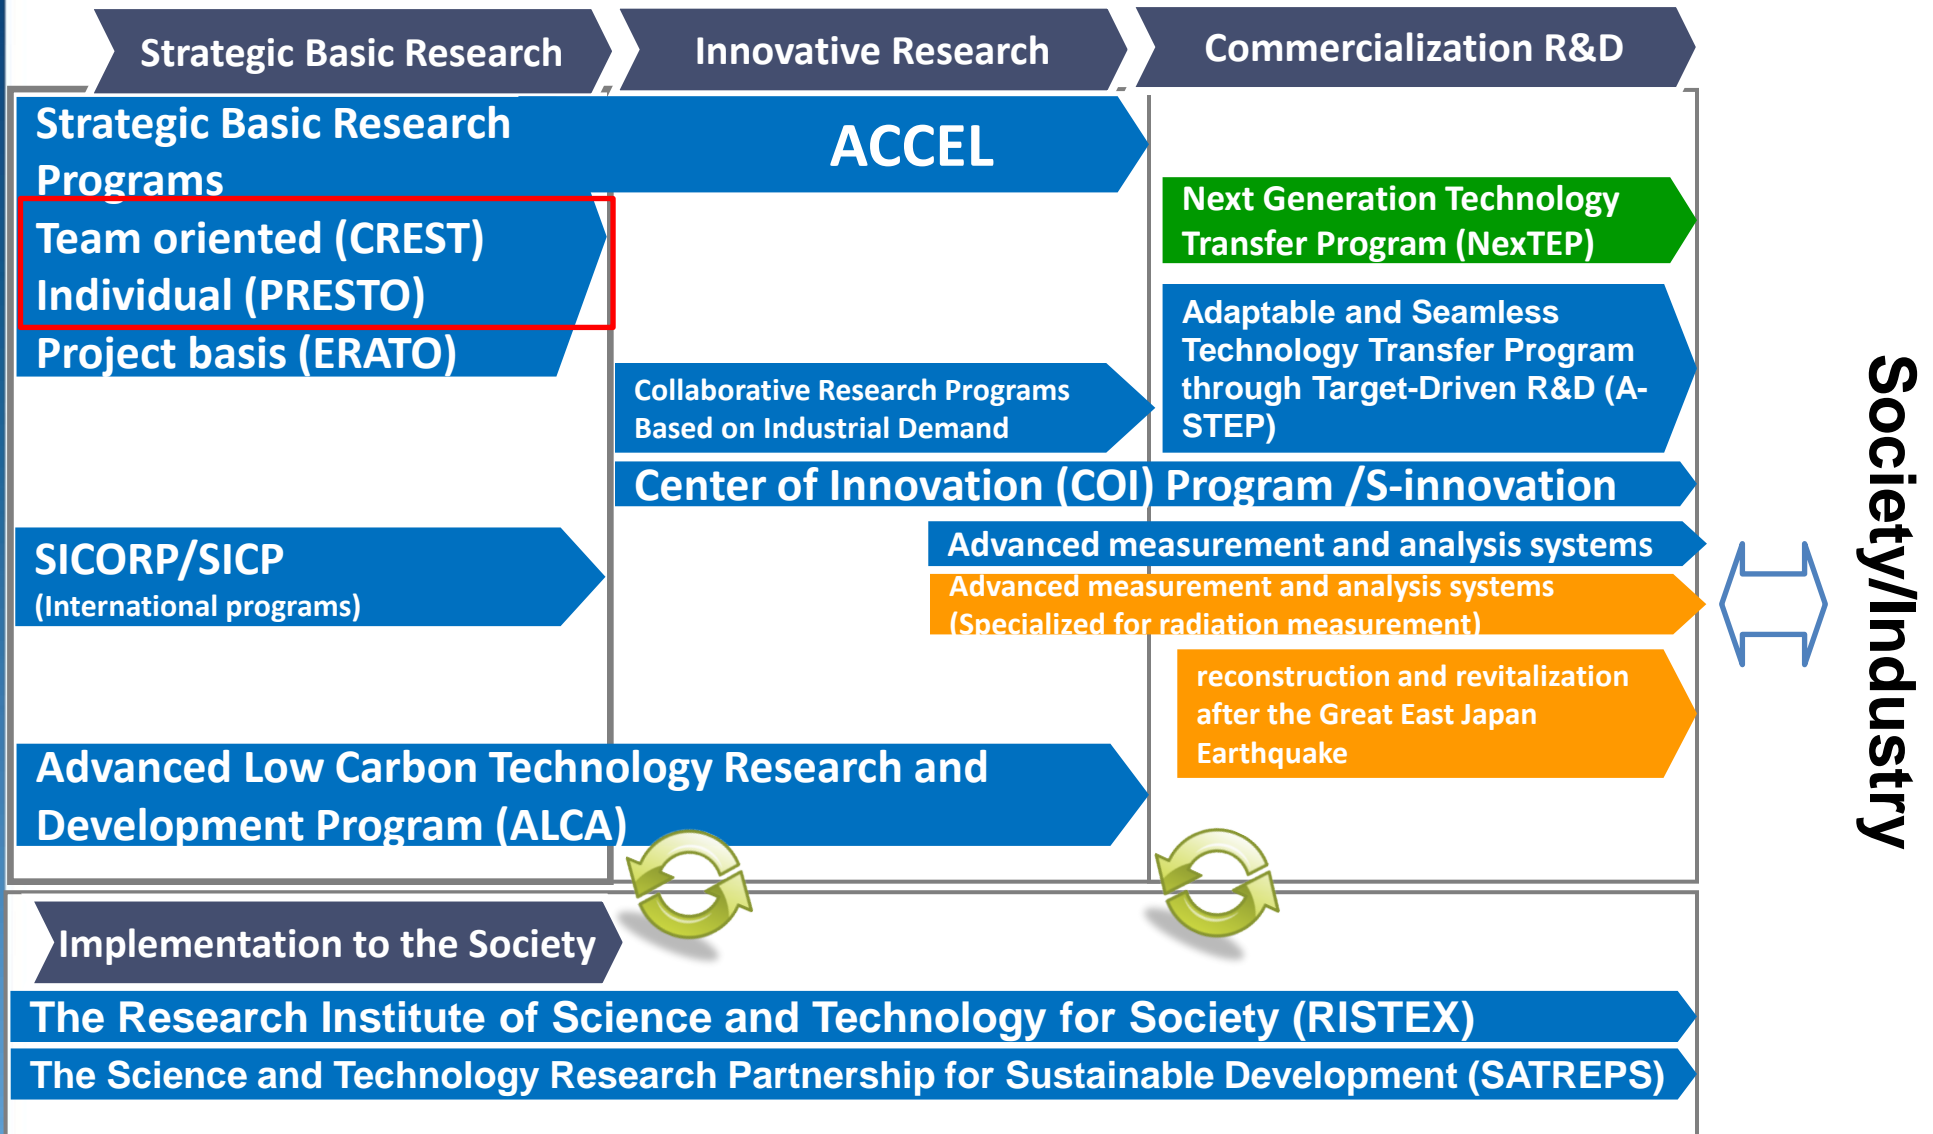 Strategic Basic Research
Innovative Research
Commercialization R&D
Strategic Basic Research
Programs
ACCEL
Team oriented (CREST)
Individual (PRESTO)
Project basis (ERATO)
Next Generation Technology
Transfer Program (NexTEP)
Adaptable and Seamless
Technology Transfer Program
through Target-Driven R&D (A-
STEP)
Collaborative Research Programs
Based on Industrial Demand
Center of Innovation (COI) Program /S-innovation
SICORP/SICP
(International programs)
Advanced measurement and analysis systems
Advanced measurement and analysis systems
(Specialized for radiation measurement)
reconstruction and revitalization
after the Great East Japan
Earthquake
Advanced Low Carbon Technology Research and
Development Program (ALCA)
Society/Industry
Implementation to the Society
The Research Institute of Science and Technology for Society (RISTEX)
The Science and Technology Research Partnership for Sustainable Development (SATREPS)